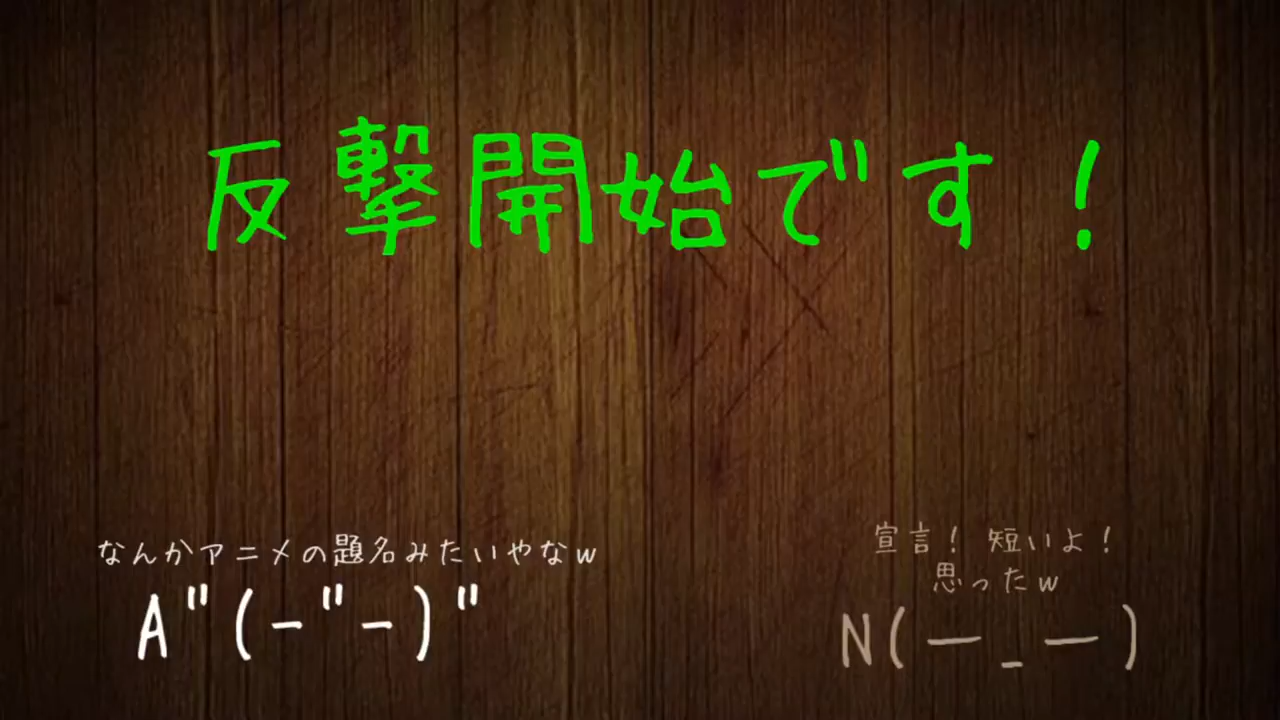 反撃開始です！
なんかアニメの題名みたいやなw
A"(-"-)"
宣言！ 短いよ！
思ったw
N(—_—)